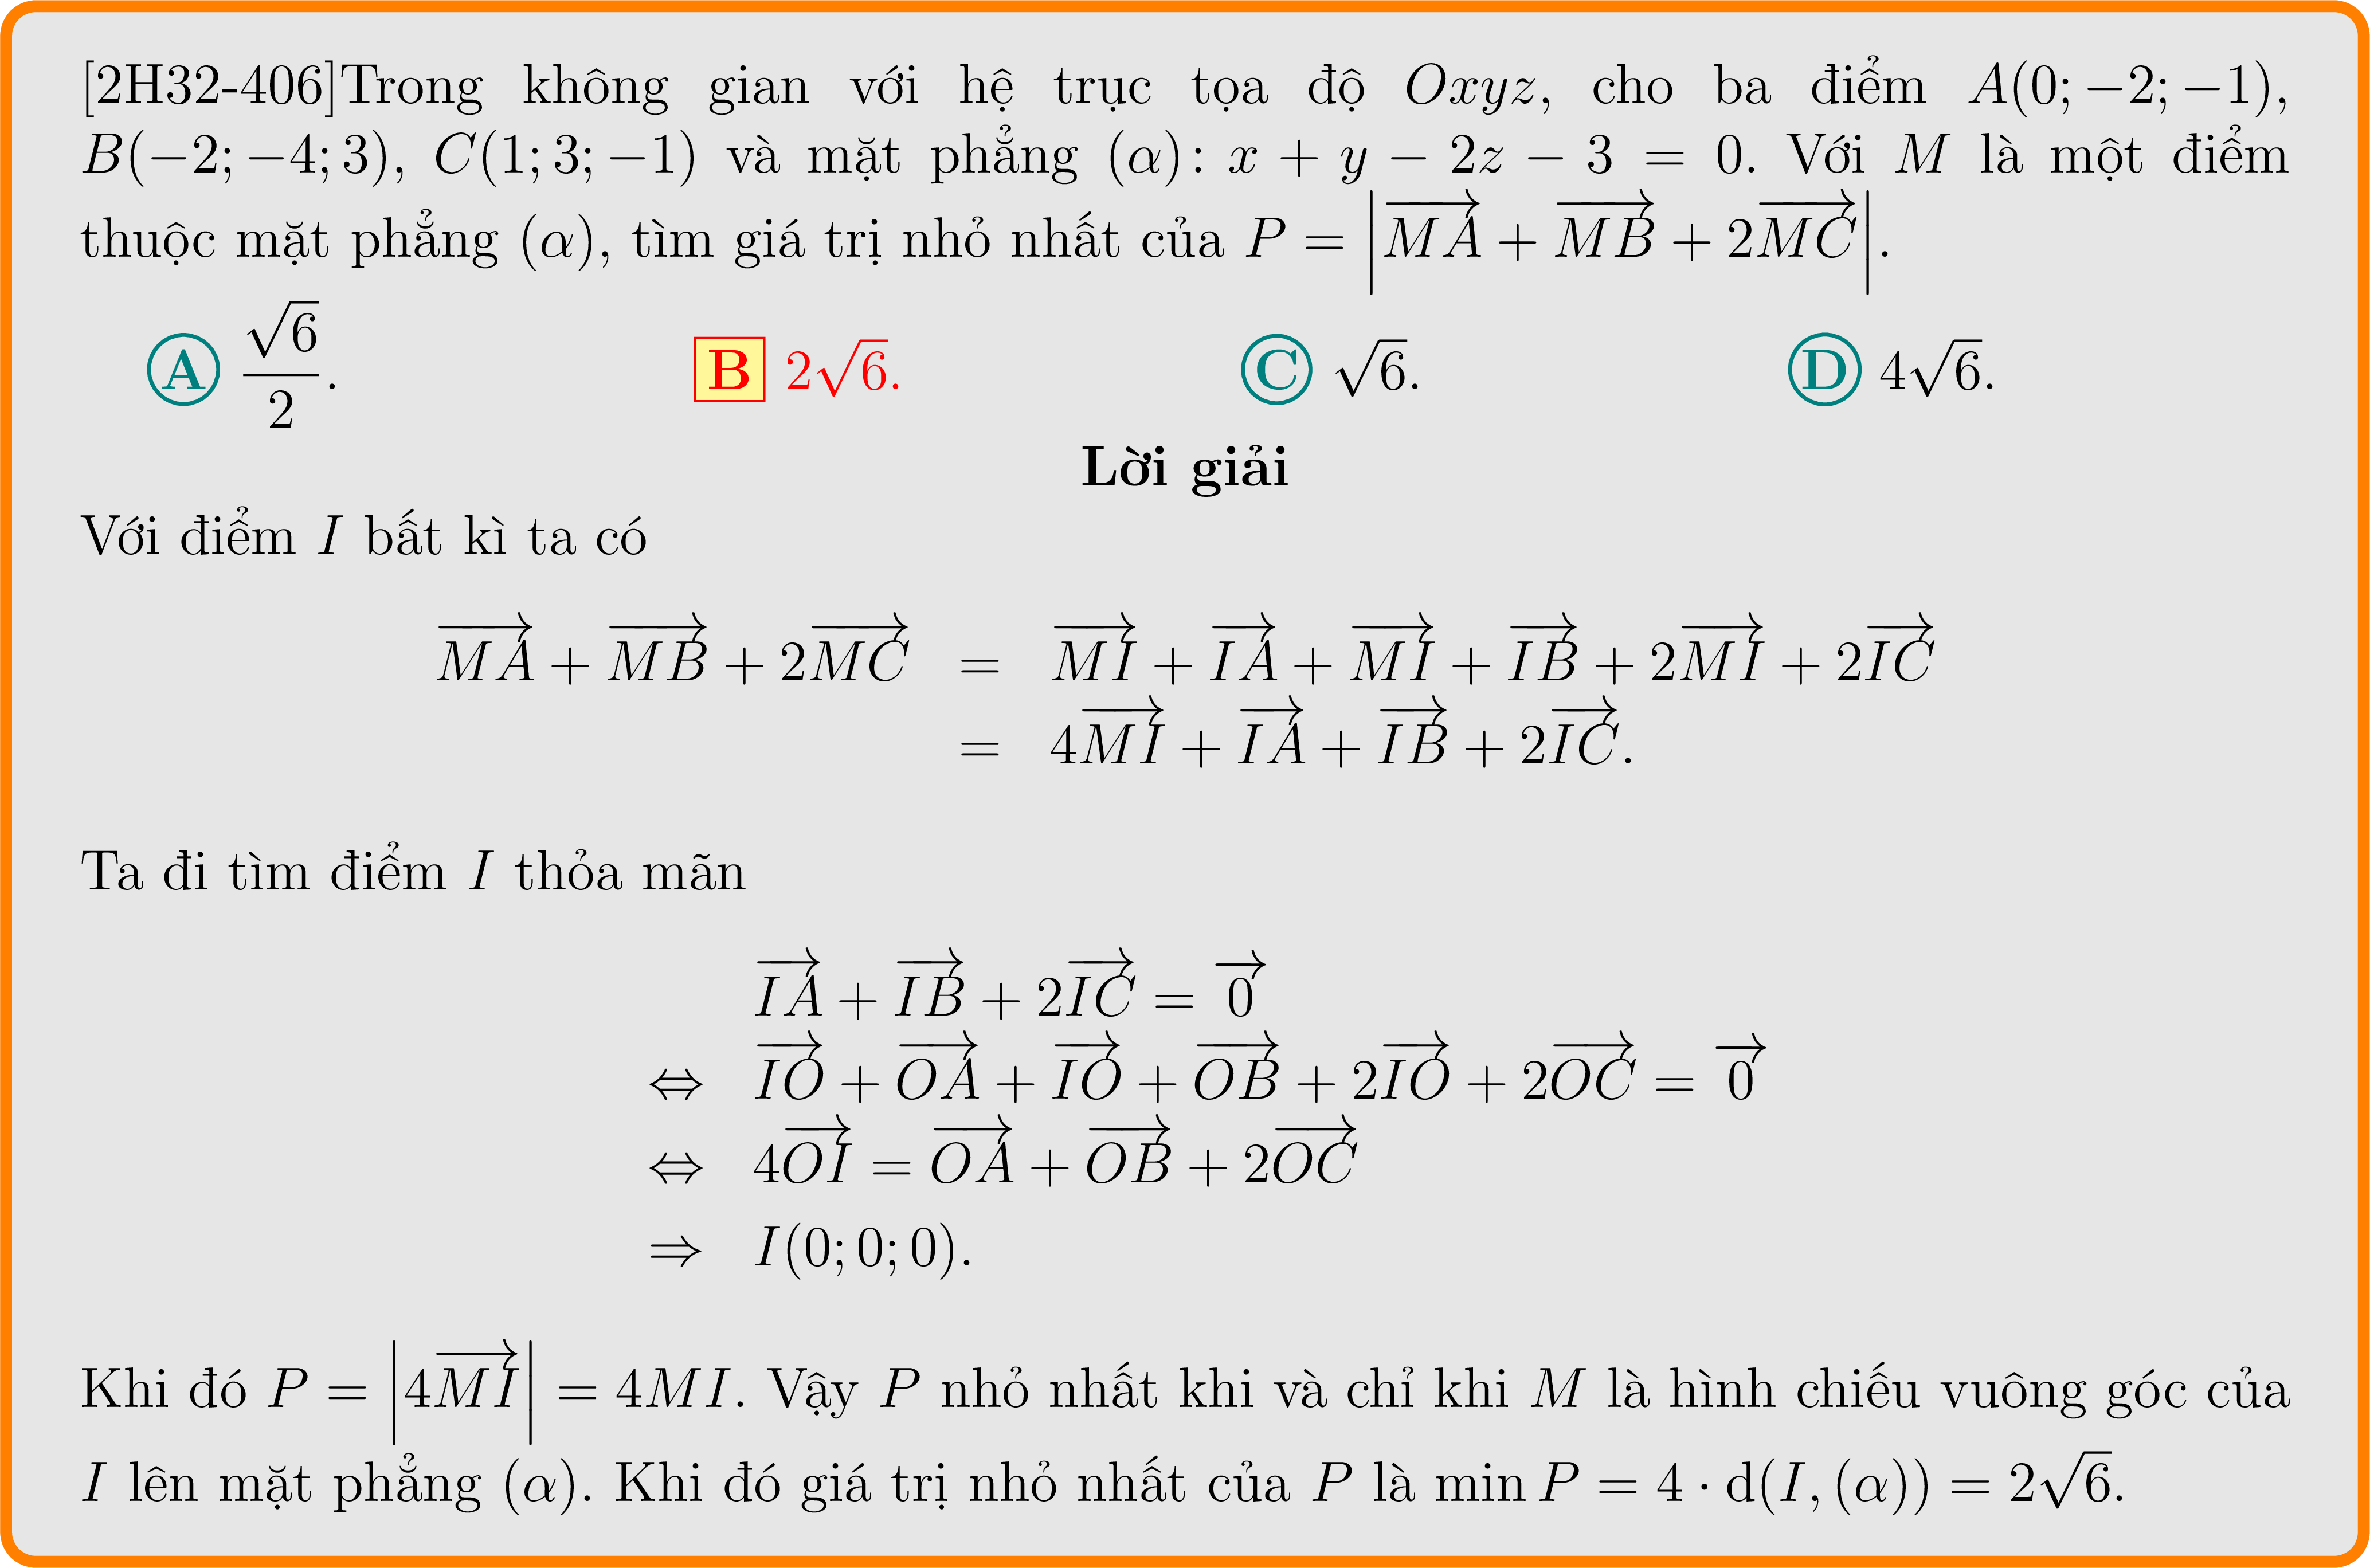 [2H32-406]Trong không gian với hệ trục tọa độ $Oxyz$, cho ba điểm $A(0;-2;-1)$,
$B(-2;-4;3)$, $C(1;3;-1)$ và mặt phẳng $(\alpha)\colon x+y-2z-3=0$. Với $M$ là một điểm
thuộc mặt phẳng $(\alpha)$, tìm giá trị nhỏ nhất của $P=\left|\overrightarrow{MA}+\overrightarrow{MB}+2\overrightarrow{MC}\right|$.
A $\dfrac{\sqrt{6}}{2}$. B $2\sqrt{6}$. C $\sqrt{6}$. D $4\sqrt{6}$.
Lời giải
Với điểm $I$ bất kì ta có
$\overrightarrow{MA}+\overrightarrow{MB}+2\overrightarrow{MC} = \overrightarrow{MI}+\overrightarrow{IA}+\overrightarrow{MI}+\overrightarrow{IB}+2\overrightarrow{MI}+2\overrightarrow{IC}$
$= 4\overrightarrow{MI}+\overrightarrow{IA}+\overrightarrow{IB}+2\overrightarrow{IC}$.
Ta đi tìm điểm $I$ thỏa mãn
$\overrightarrow{IA}+\overrightarrow{IB}+2\overrightarrow{IC}=\overrightarrow{0}$
$\Leftrightarrow \overrightarrow{IO}+\overrightarrow{OA}+\overrightarrow{IO}+\overrightarrow{OB}+2\overrightarrow{IO}+2\overrightarrow{OC}=\overrightarrow{0}$
$\Leftrightarrow 4\overrightarrow{OI}=\overrightarrow{OA}+\overrightarrow{OB}+2\overrightarrow{OC}$
$\Rightarrow I(0;0;0)$.
Khi đó $P=\left|4\overrightarrow{MI}\right|=4MI$. Vậy $P$ nhỏ nhất khi và chỉ khi $M$ là hình chiếu vuông góc của
$I$ lên mặt phẳng $(\alpha)$. Khi đó giá trị nhỏ nhất của $P$ là $\min P=4\cdot \mathrm{d}(I,(\alpha))=2\sqrt{6}$.